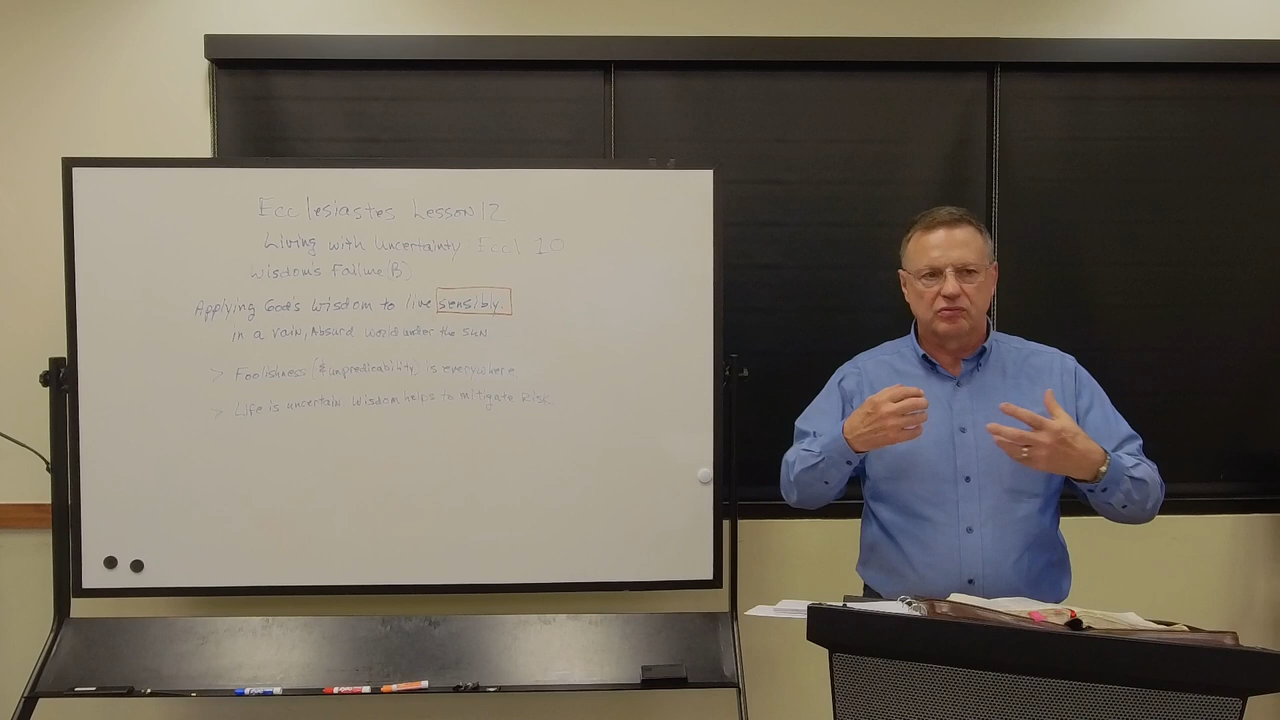 Ecclesiastes Lesson 12
Living with Uncertainty Eccl 10
Wisdom's Failure (B)
Applying God's Wisdom to live sensibly.
in a vain, Absurd World under the SUN
> Foolishness (& unpredicability) is everywhere
> Life is uncertain. Wisdom helps to mitigate Risk.